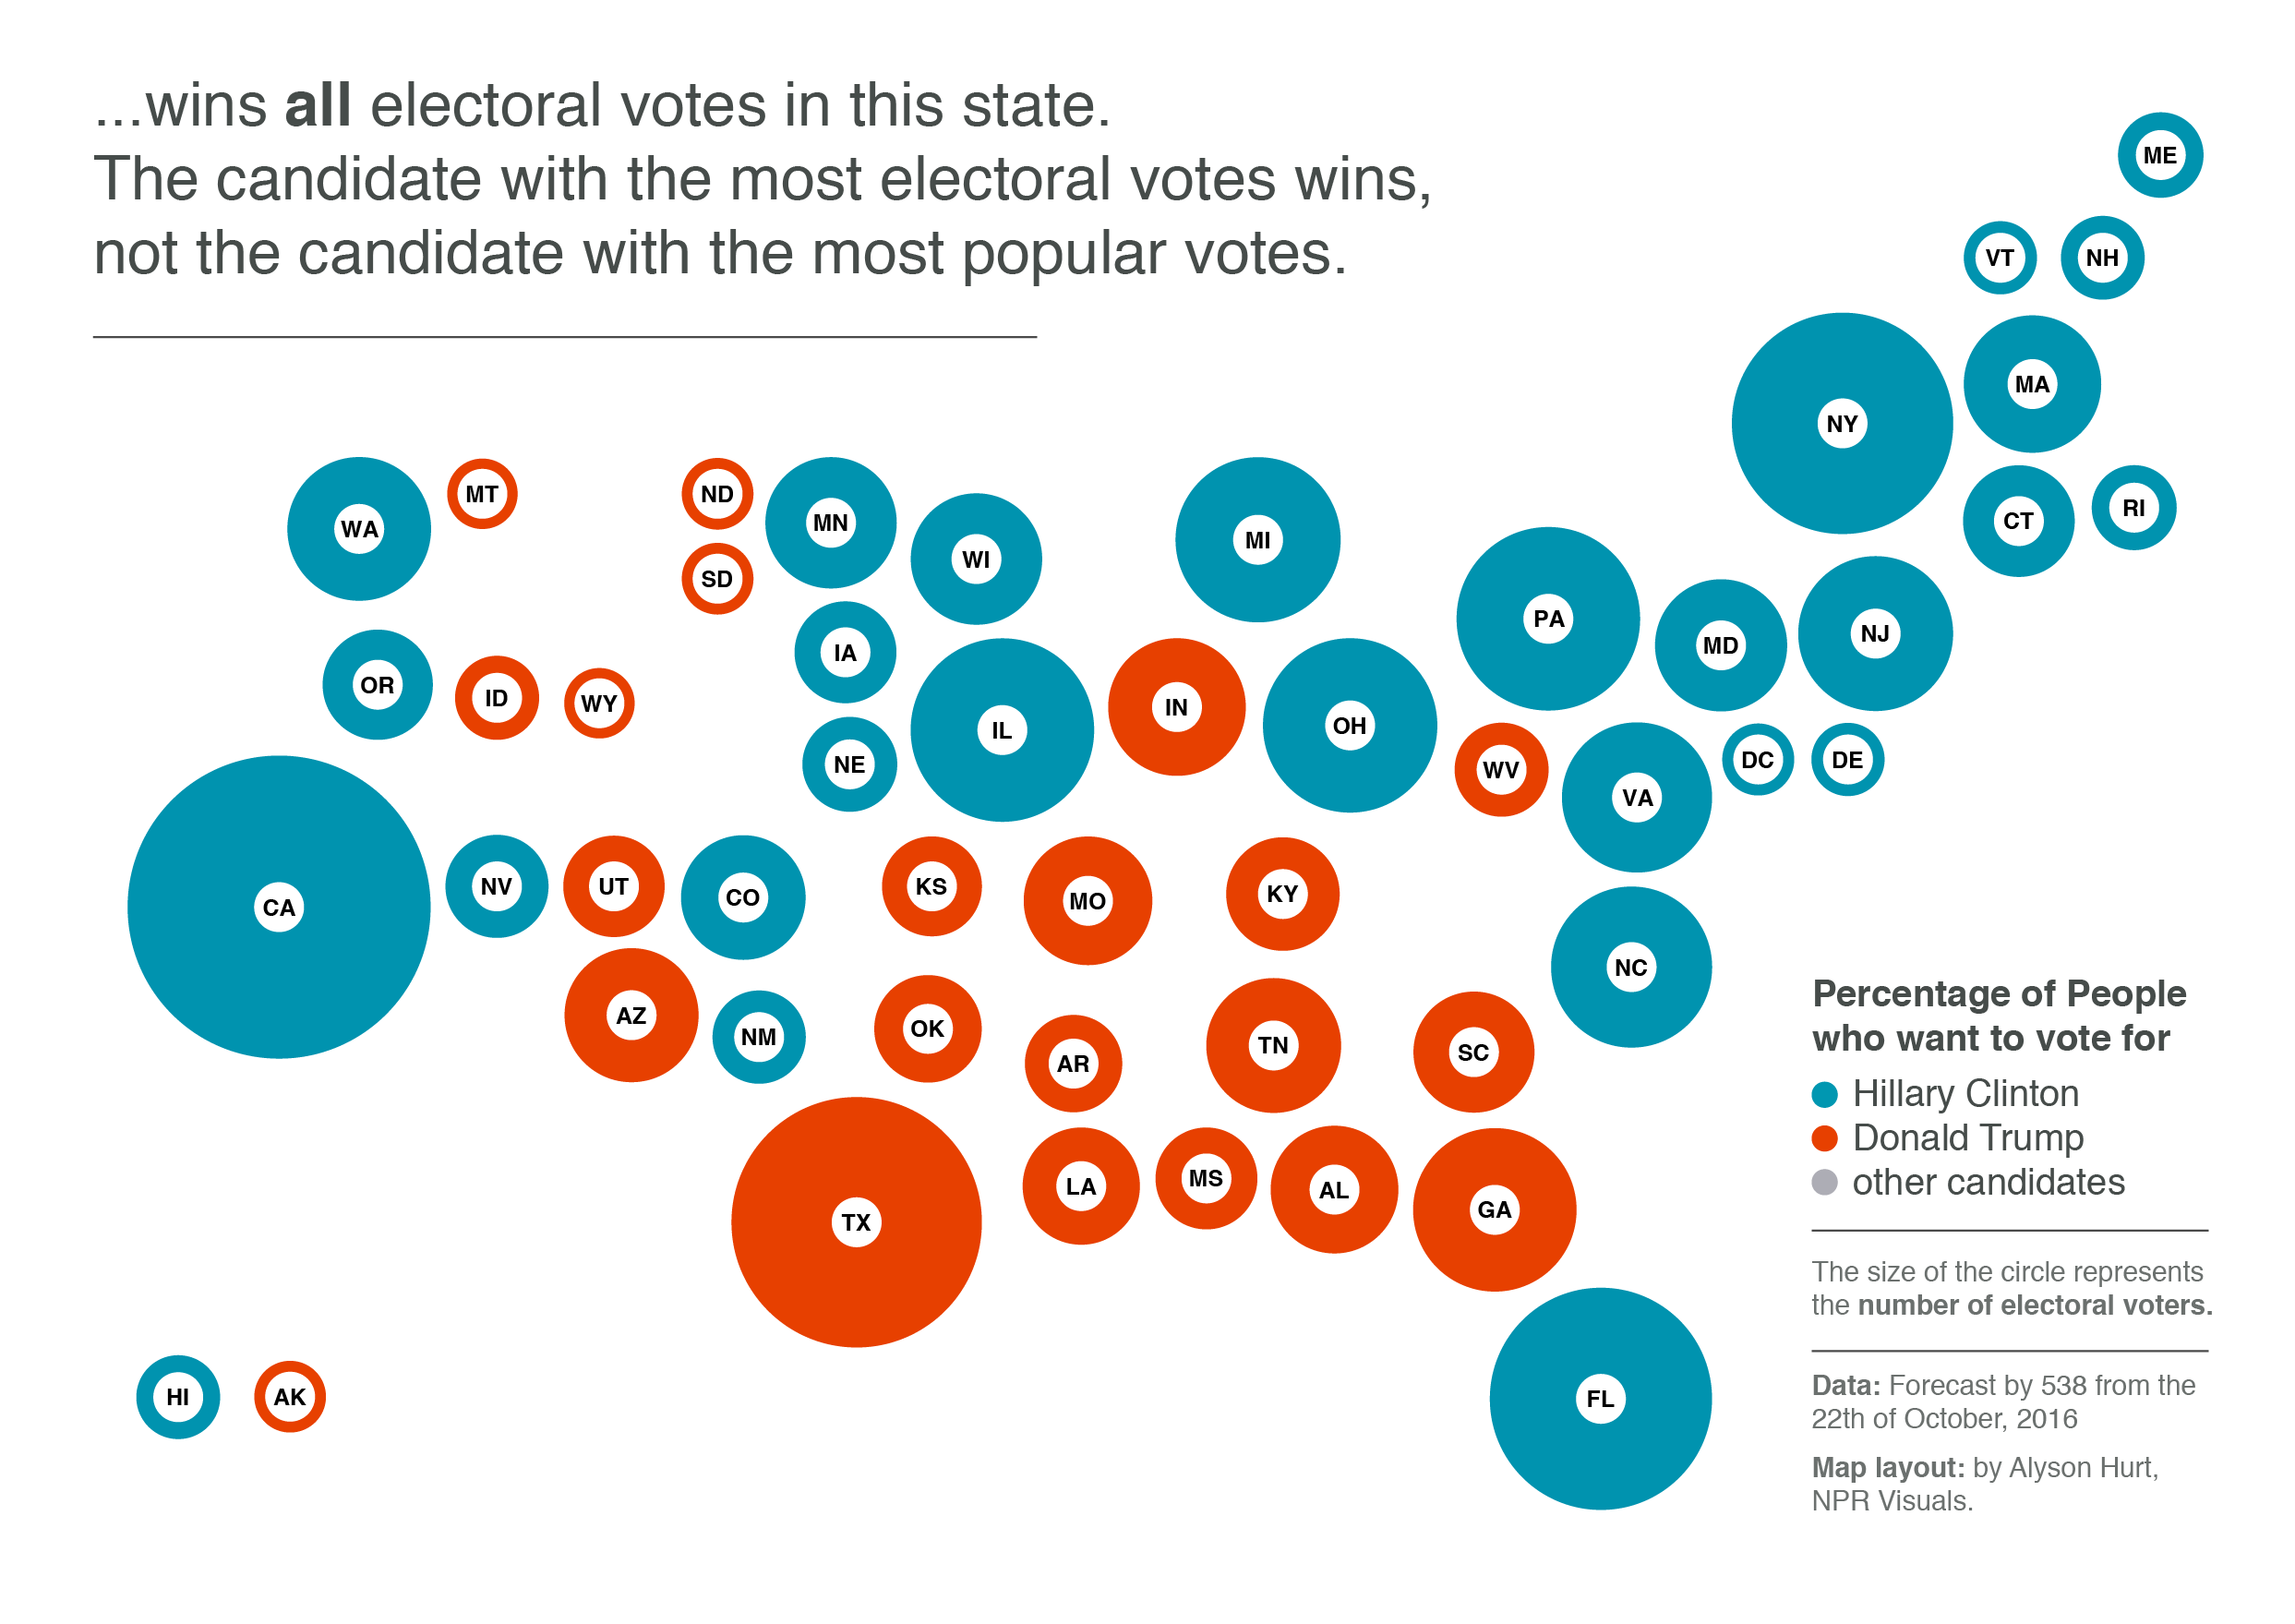 ...wins all electoral votes in this state.
The candidate with the most electoral votes wins,
not the candidate with the most popular votes.
ME
VT
NH
NY
MA
CT
RI
WA
MT
ND
SD
MN
WI
MI
PA
MD
NJ
OR
ID
WY
IA
NE
IL
IN
OH
WV
VA
DC
DE
CA
NV
UT
CO
KS
MO
KY
NC
AZ
NM
OK
AR
TN
SC
TX
LA
MS
AL
GA
FL
HI
AK
Percentage of People
who want to vote for
Hillary Clinton
Donald Trump
other candidates
The size of the circle represents
the number of electoral voters.
Data: Forecast by 538 from the
22th of October, 2016
Map layout: by Alyson Hurt,
NPR Visuals.